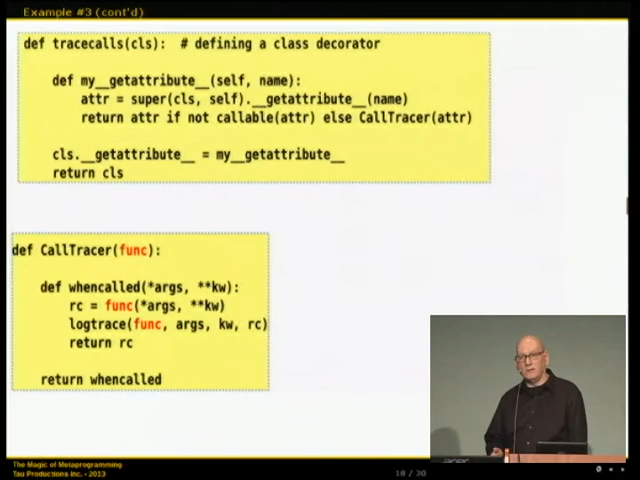 Example #3 (cont'd)
def tracecalls(cls):  # defining a class decorator
def my__getattribute__(self, name):
attr = super(cls, self).__getattribute__(name)
return attr if not callable(attr) else CallTracer(attr)
cls.__getattribute__ = my__getattribute__
return cls
def CallTracer(func):
def whencalled(*args, **kw):
rc = func(*args, **kw)
logtrace(func, args, kw, rc)
return rc
return whencalled
acer
The Magic of Metaprogramming
Tau Productions Inc. - 2013
18 / 30